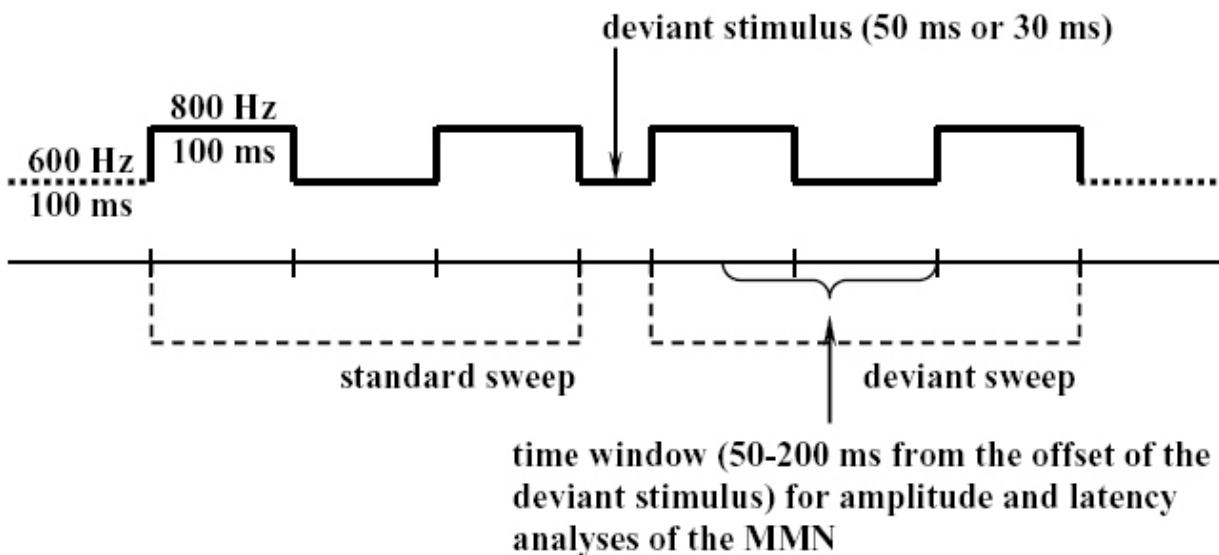 deviant stimulus (50 ms or 30 ms)
800 Hz
100 ms
600 Hz
100 ms
standard sweep
deviant sweep
time window (50-200 ms from the offset of the
deviant stimulus) for amplitude and latency
analyses of the MMN